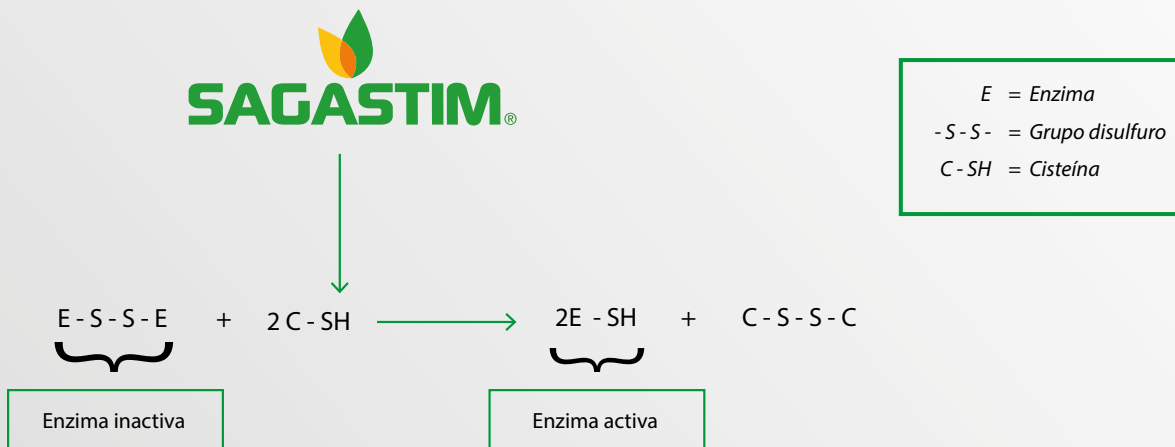 SAGASTIM®
E = Enzima
- S - S - = Grupo disulfuro
C - SH = Cisteína
E - S - S - E + 2 C - SH 2E - SH + C - S - S - C
Enzima inactiva Enzima activa